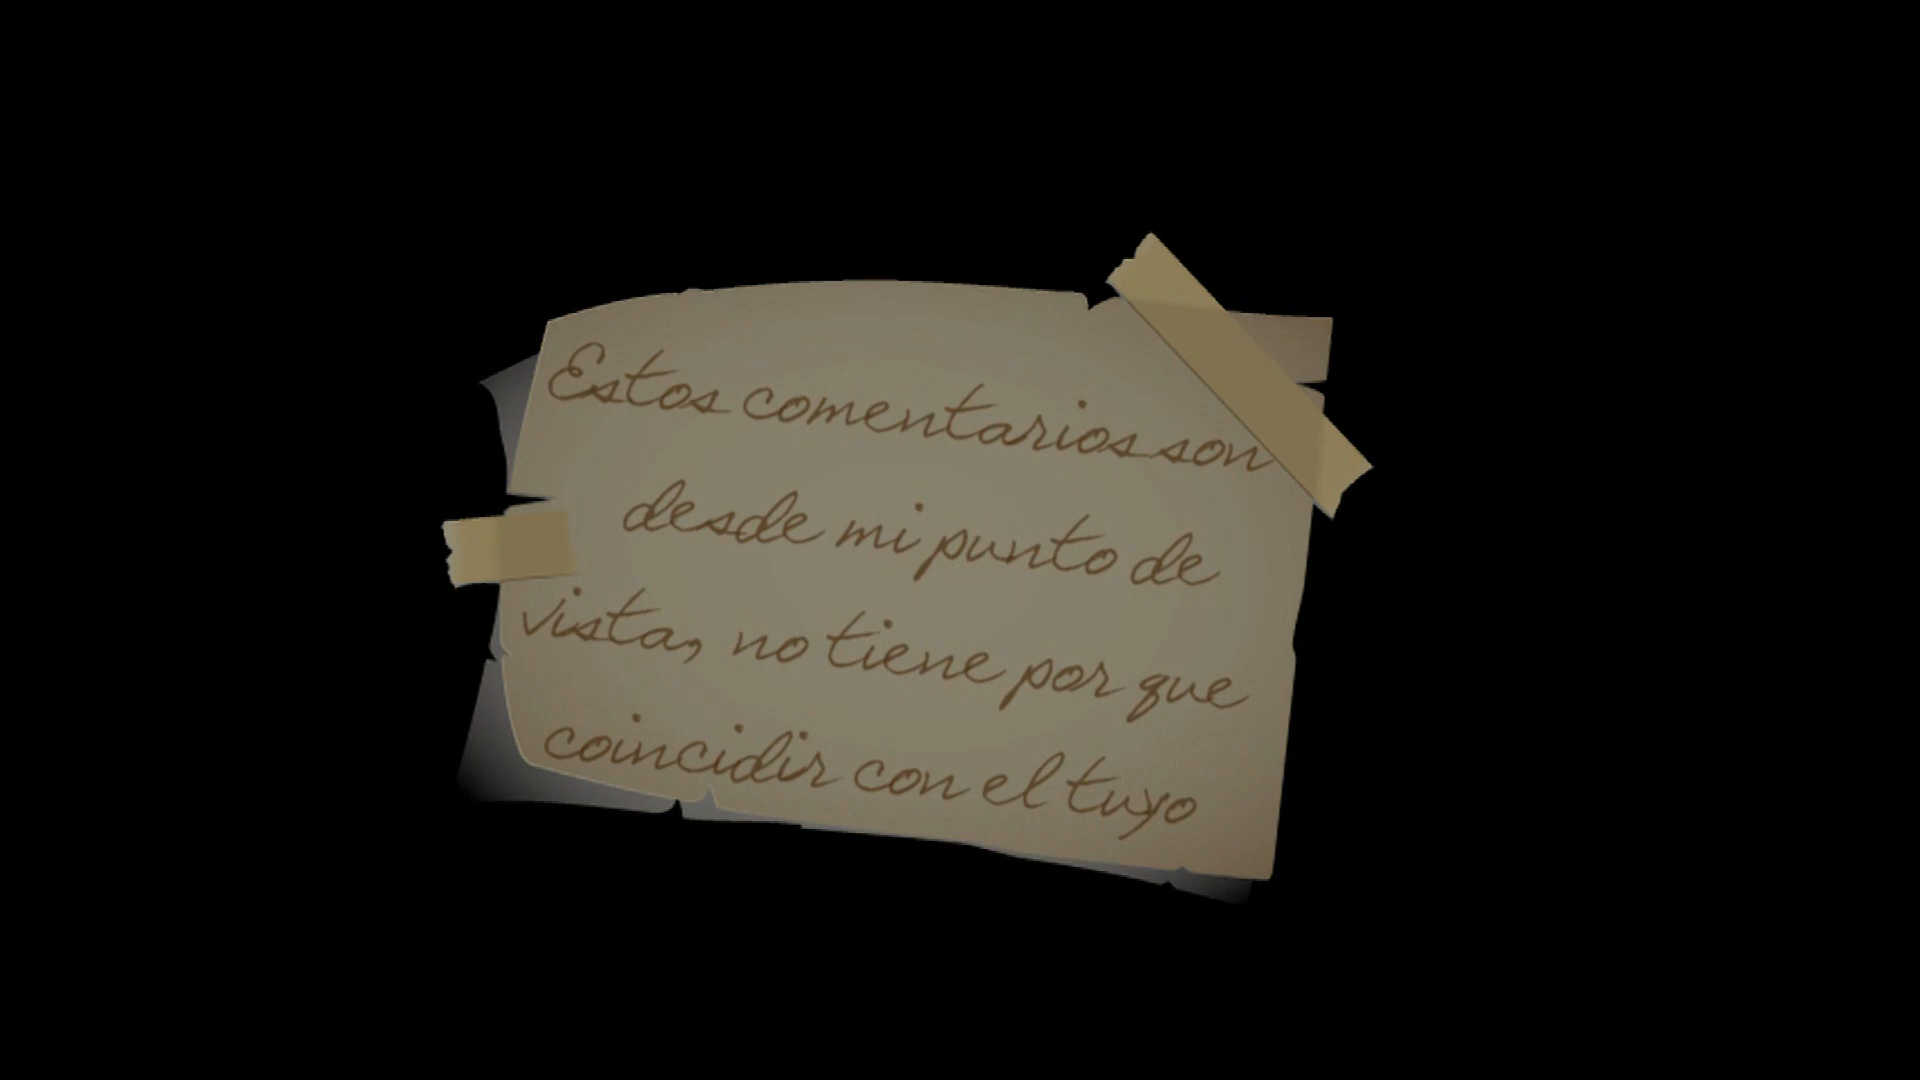 Estos comentarios son
desde mi punto de
vista, no tiene por que
coincidir con el tuyo